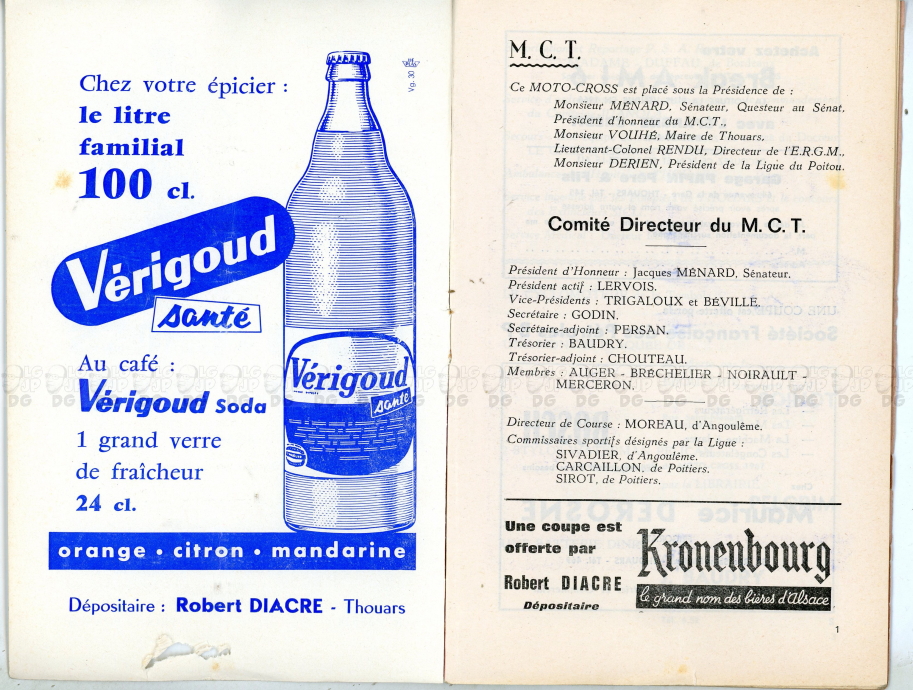 Chez votre épicier :
le litre
familial
100 cl.
Vérigoud
santé
Au café :
Vérigoud Soda
1 grand verre
de fraîcheur
24 cl.
Vg. 30
Vérigoud
santé
orange • citron • mandarine
Dépositaire : Robert DIACRE - Thouars
M. C. T.
Ce MOTO-CROSS est placé sous la Présidence de :
Monsieur MÉNARD, Sénateur, Questeur au Sénat,
Président d'honneur du M.C.T.,
Monsieur VOUHÉ, Maire de Thouars.
Lieutenant-Colonel RENDU, Directeur de l'E.R.G.M.,
Monsieur DERIEN, Président de la Ligue du Poitou.
Comité Directeur du M. C. T.
Président d'Honneur : Jacques MÉNARD, Sénateur.
Président actif : LERVOIS.
Vice-Présidents : TRIGALOUX et BÉVILLE.
Secrétaire : GODIN.
Secrétaire-adjoint : PERSAN.
Trésorier : BAUDRY.
Trésorier-adjoint : CHOUTEAU.
Membres : AUGER - BRÉCHELIER - NOIRAULT -
MERCERON.
Directeur de Course : MOREAU, d'Angoulême.
Commissaires sportifs désignés par la Ligue :
SIVADIER, d'Angoulême.
CARCAILLON, de Poitiers.
SIROT, de Poitiers.
Une coupe est
offerte par
Robert DIACRE
Dépositaire
Kronenbourg
le grand nom des bières d'Alsace
1